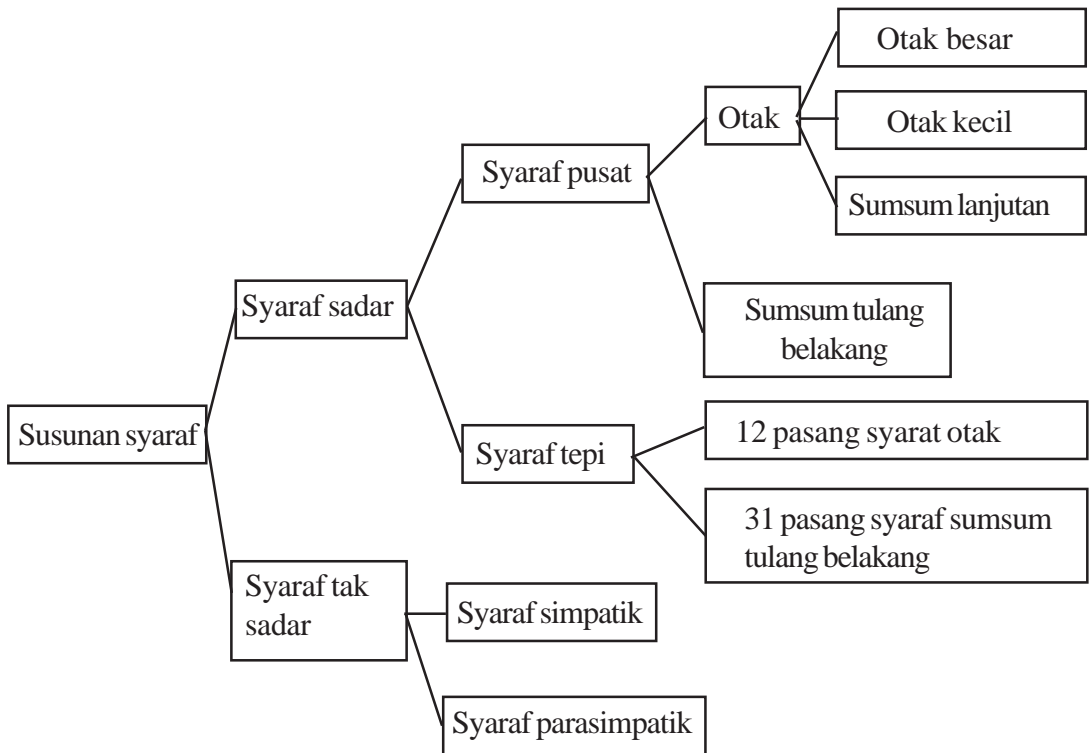 Otak besar
Otak
Otak kecil
Syaraf pusat
Sumsum lanjutan
Syaraf sadar
Sumsum tulang
belakang
Susunan syaraf
Syaraf tepi
12 pasang syarat otak
31 pasang syaraf sumsum
tulang belakang
Syaraf tak
sadar
Syaraf simpatik
Syaraf parasimpatik